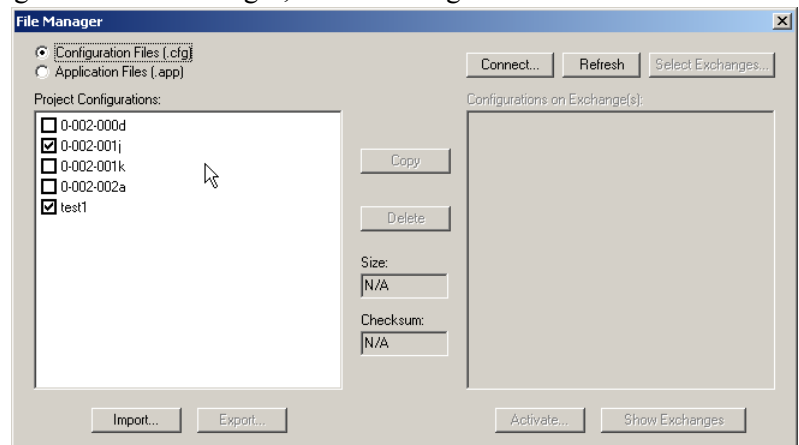 File Manager
Configuration Files (.cfg)
Application Files (.app)
Connect...
Refresh
Select Exchanges...
Project Configurations:
Configurations on Exchange(s):
0-002-000d
0-002-001j
0-002-001k
0-002-002a
test1
Copy
Delete
Size:
N/A
Checksum:
N/A
Import...
Export...
Activate...
Show Exchanges